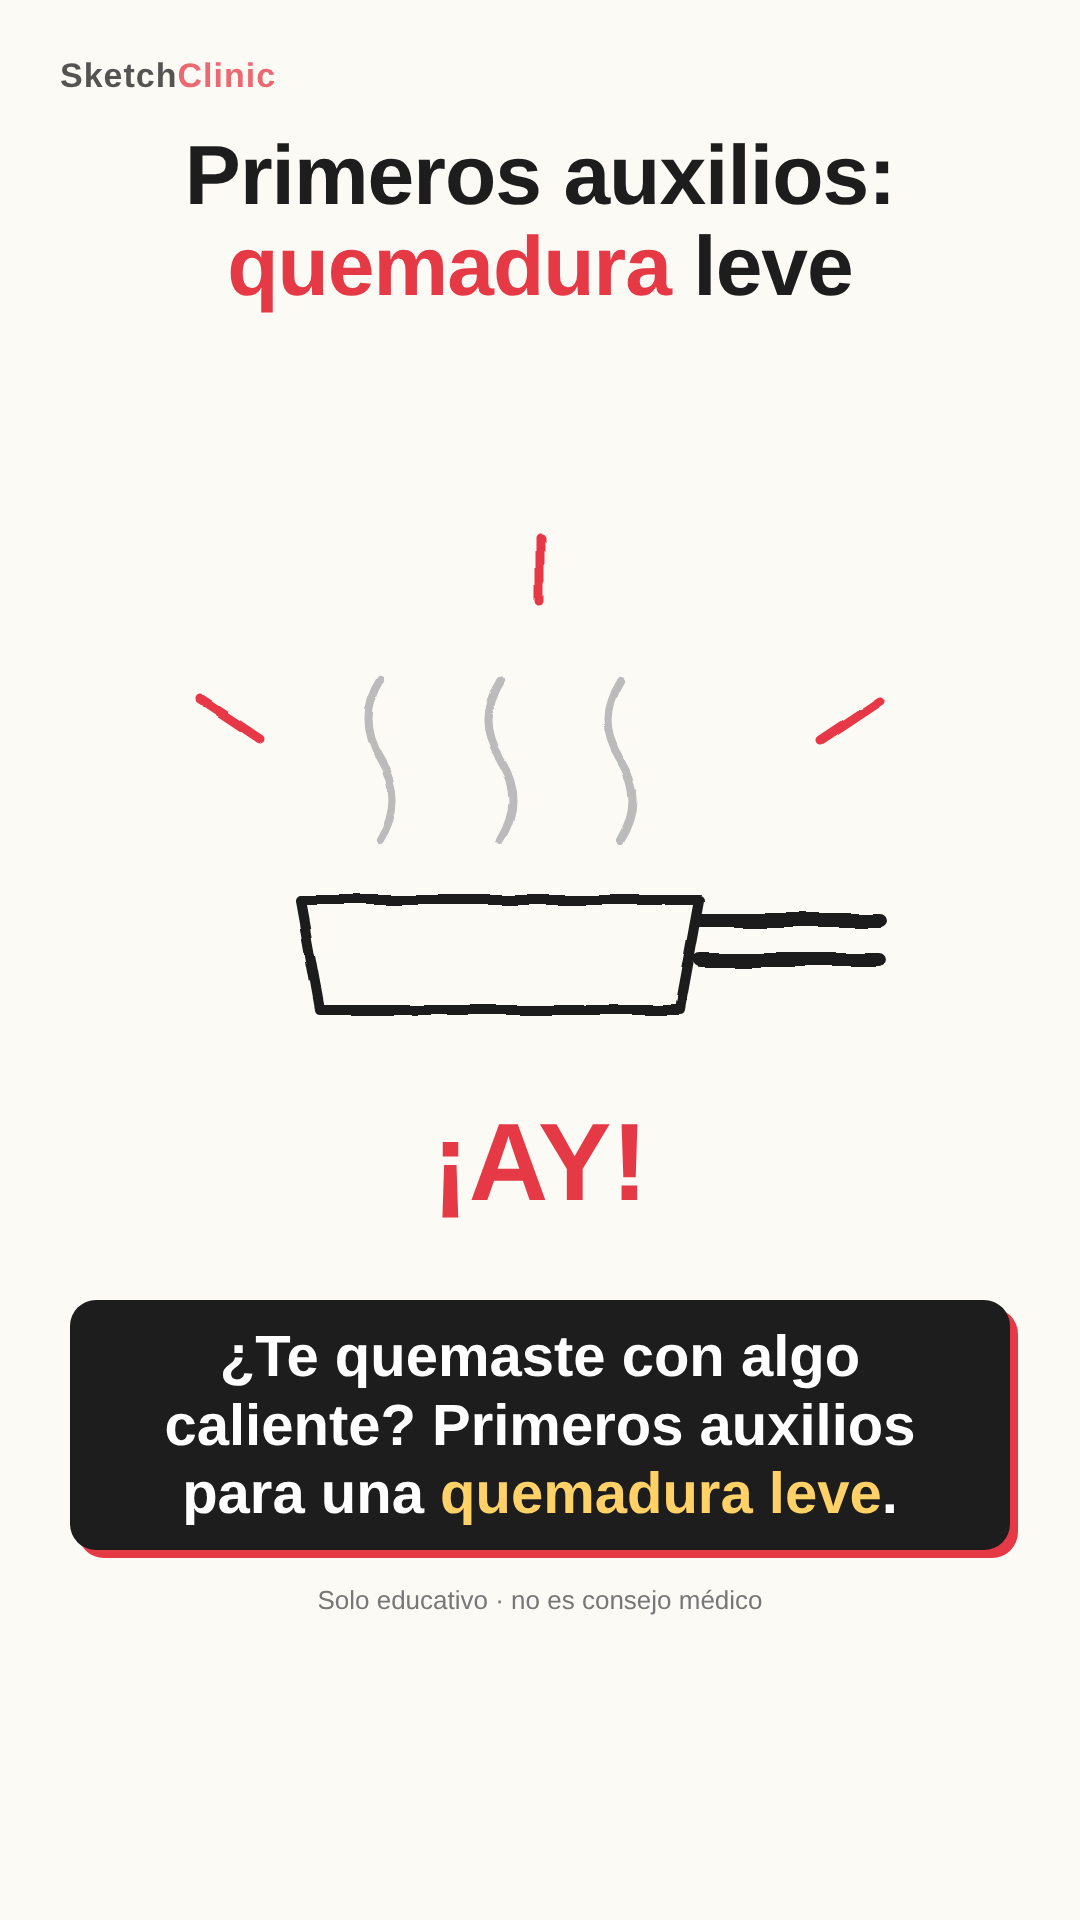 SketchClinic
Primeros auxilios:
quemadura leve
¡AY!
¿Te quemaste con algo
caliente? Primeros auxilios
para una quemadura leve.
Solo educativo · no es consejo médico